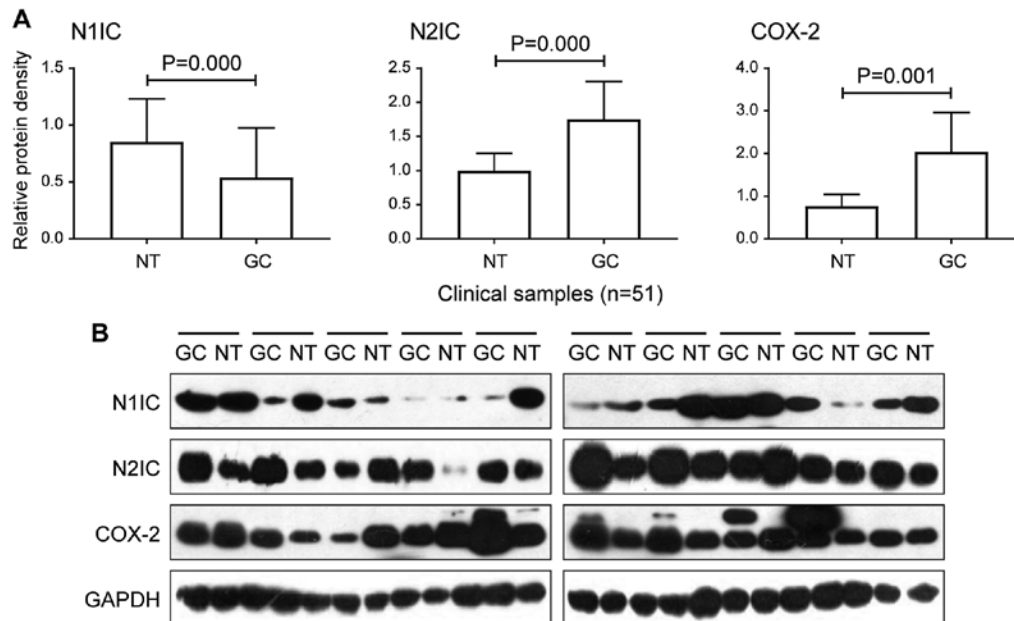 A
N1IC
N2IC
COX-2
Relative protein density
1.5
1.0
0.5
0.0
P=0.000
NT GC
2.5
2.0
1.5
1.0
0.5
0.0
P=0.000
NT GC
4.0
3.0
2.0
1.0
0.0
P=0.001
NT GC
Clinical samples (n=51)
B
GC NT GC NT GC NT GC NT GC NT GC NT GC NT GC NT GC NT GC NT
N1IC
N2IC
COX-2
GAPDH